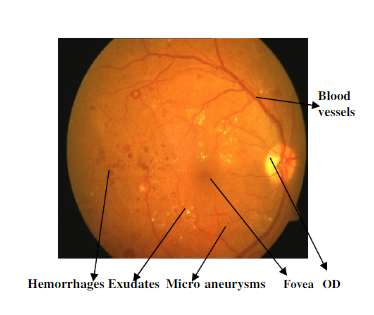 Blood
vessels
Hemorrhages Exudates Micro aneurysms Fovea OD